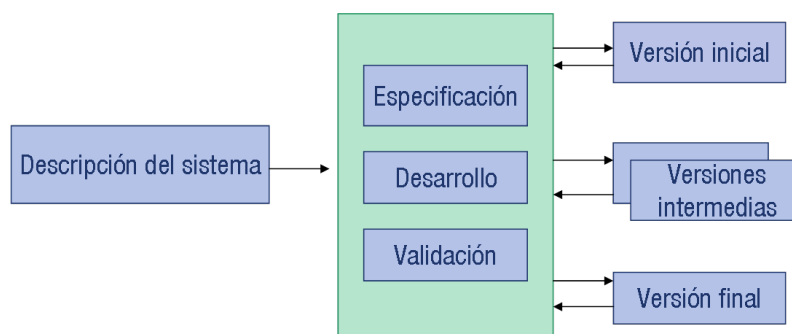 Descripción del sistema
Especificación
Desarrollo
Validación
Versión inicial
Versiones
intermedias
Versión final